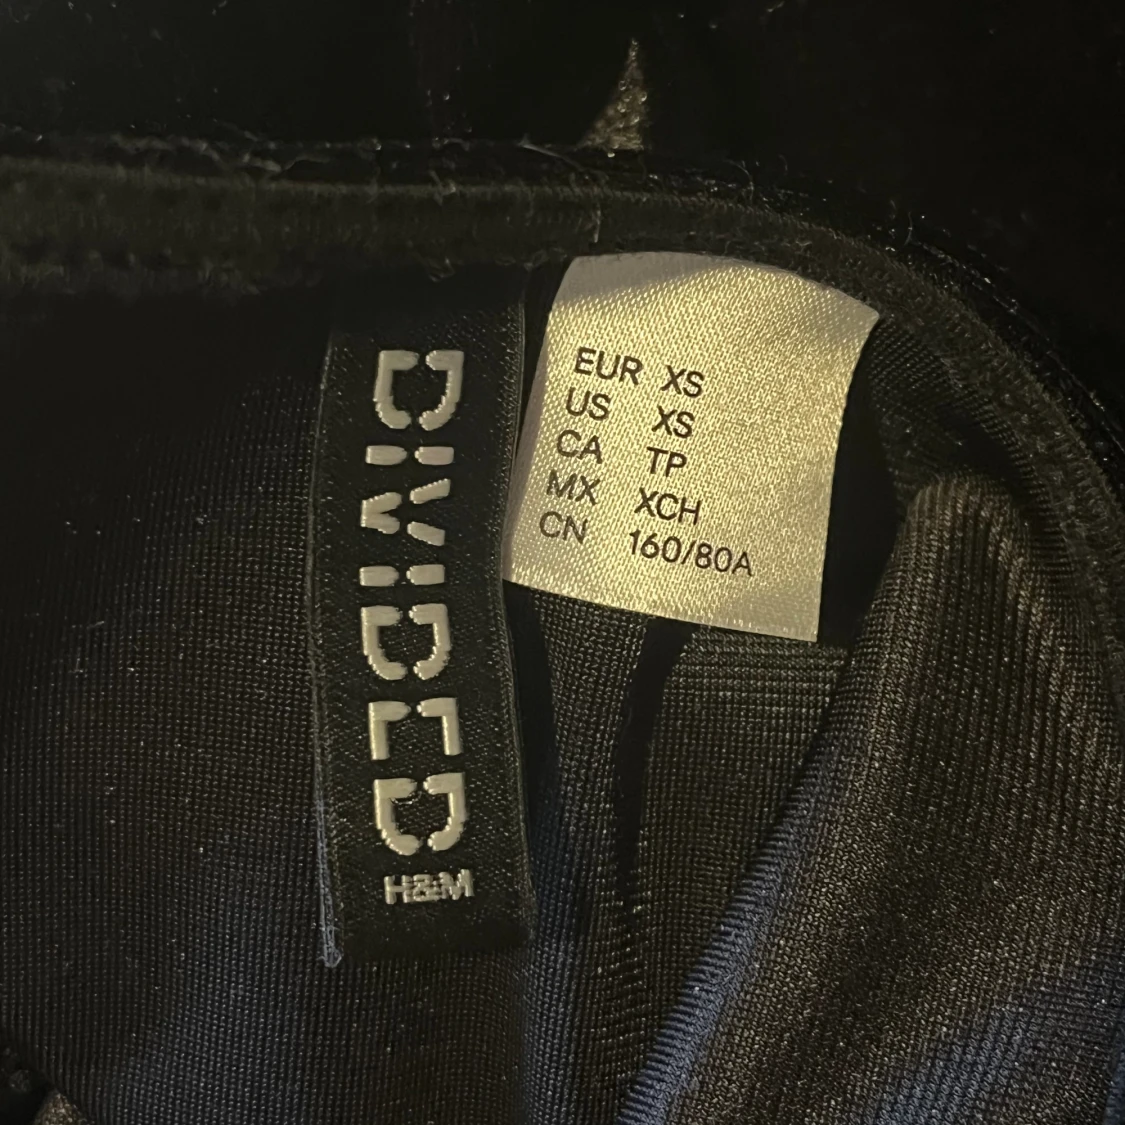 DIVIDED
H&M
EUR XS
US XS
CA TP
MX XCH
CN 160/80A